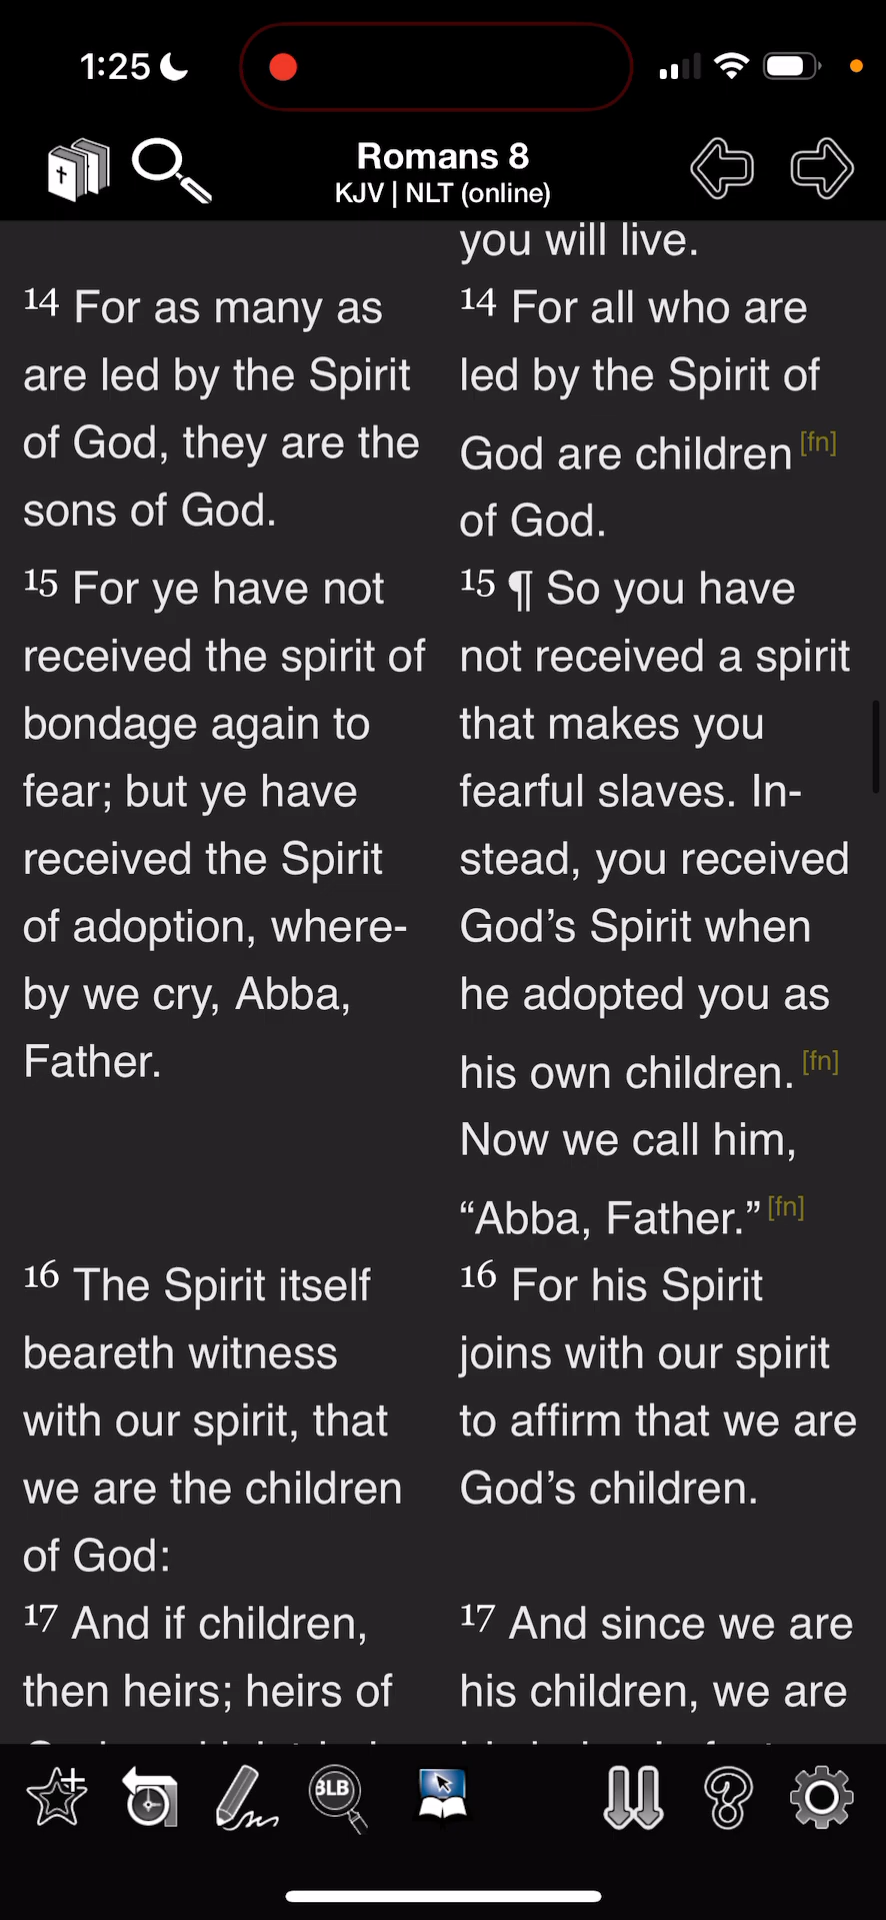 1:25
Romans 8
KJV | NLT (online)
you will live.
14 For as many as
are led by the Spirit
of God, they are the
sons of God.
14 For all who are
led by the Spirit of
God are children [fn]
of God.
15 For ye have not
received the spirit of
bondage again to
fear; but ye have
received the Spirit
of adoption, where-
by we cry, Abba,
Father.
15 ¶ So you have
not received a spirit
that makes you
fearful slaves. In-
stead, you received
God’s Spirit when
he adopted you as
his own children. [fn]
Now we call him,
“Abba, Father.” [fn]
16 The Spirit itself
beareth witness
with our spirit, that
we are the children
of God:
16 For his Spirit
joins with our spirit
to affirm that we are
God’s children.
17 And if children,
then heirs; heirs of
17 And since we are
his children, we are
BLB